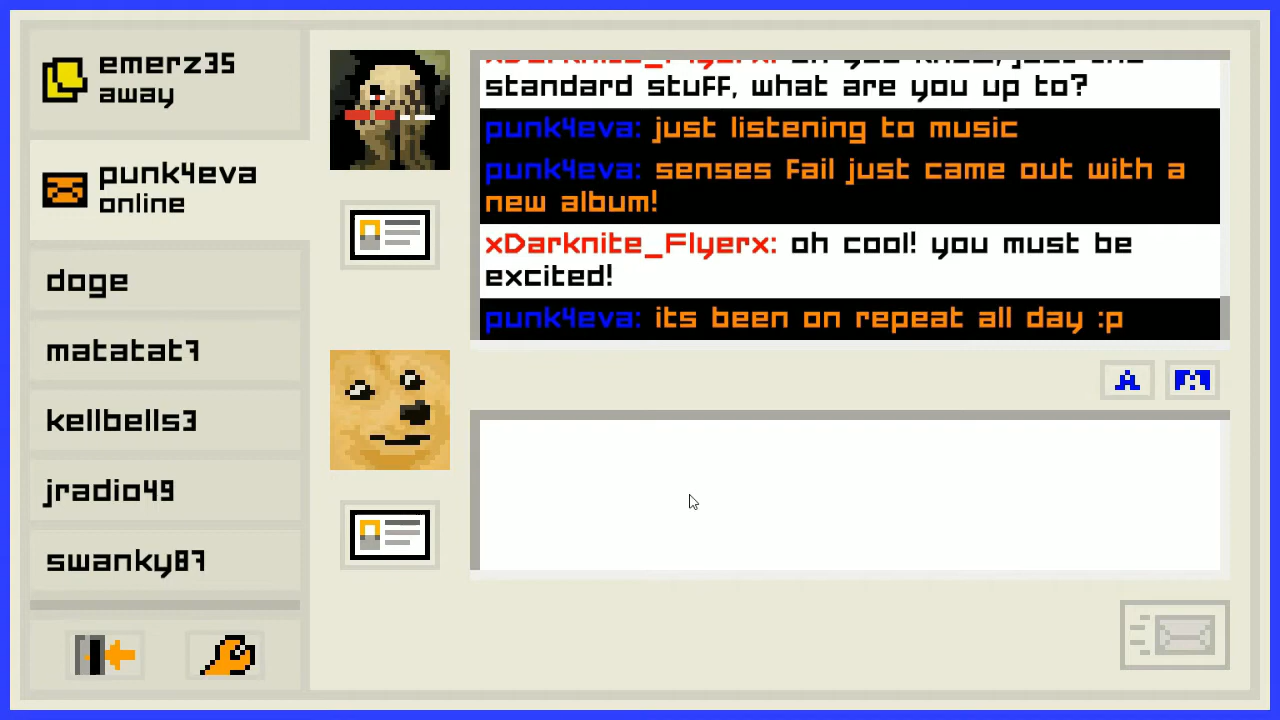 emerz35
away
punk4eva
online
doge
matatat7
kellbells3
jradio49
swanky87
standard stuff, what are you up to?
punk4eva: just listening to music
punk4eva: senses fail just came out with a
new album!
xDarknite_Flyerx: oh cool! you must be
excited!
punk4eva: its been on repeat all day :p
A